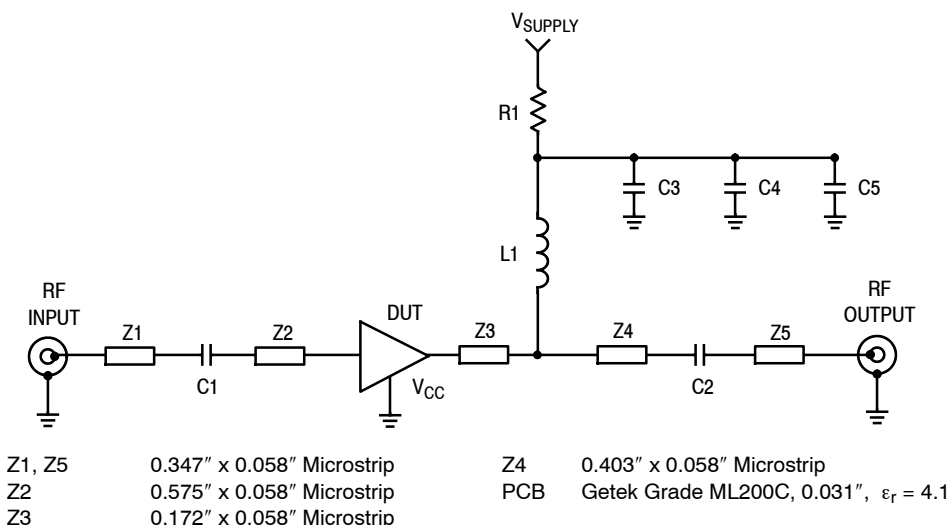 VSUPPLY
R1
C3 C4 C5
L1
RF INPUT
DUT
RF OUTPUT
Z1 Z2 Z3 Z4 Z5
C1 VCC C2
Z1, Z5 0.347″ x 0.058″ Microstrip
Z2 0.575″ x 0.058″ Microstrip
Z3 0.172″ x 0.058″ Microstrip
Z4 0.403″ x 0.058″ Microstrip
PCB Getek Grade ML200C, 0.031″, εr = 4.1